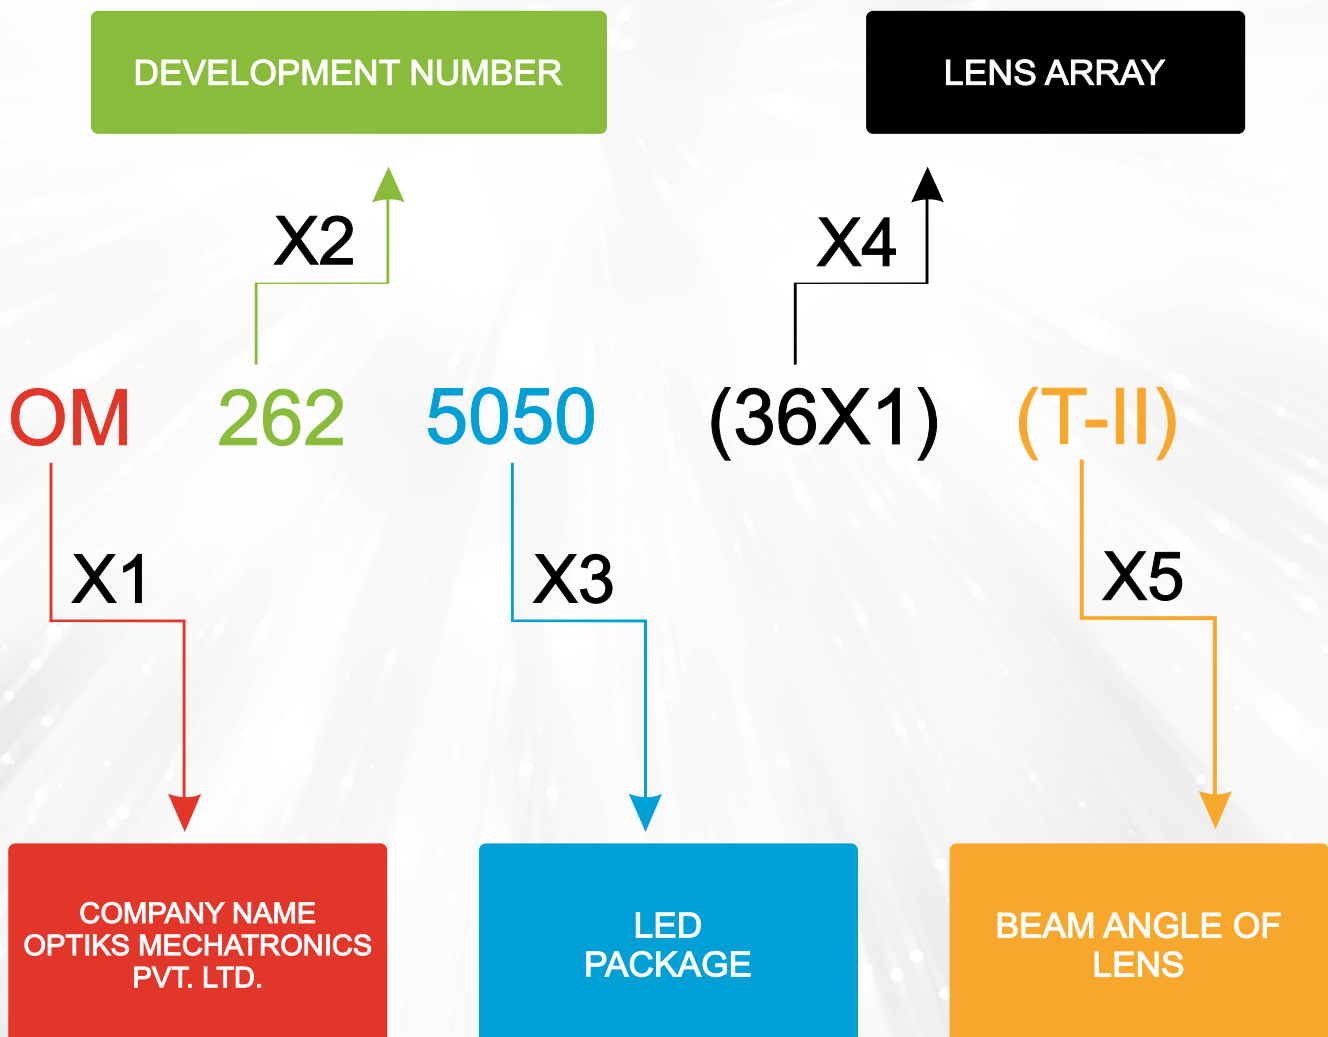 DEVELOPMENT NUMBER
LENS ARRAY
X2
X4
OM 262 5050 (36X1) (T-II)
X1
X3
X5
COMPANY NAME
OPTIKS MECHATRONICS
PVT. LTD.
LED
PACKAGE
BEAM ANGLE OF
LENS